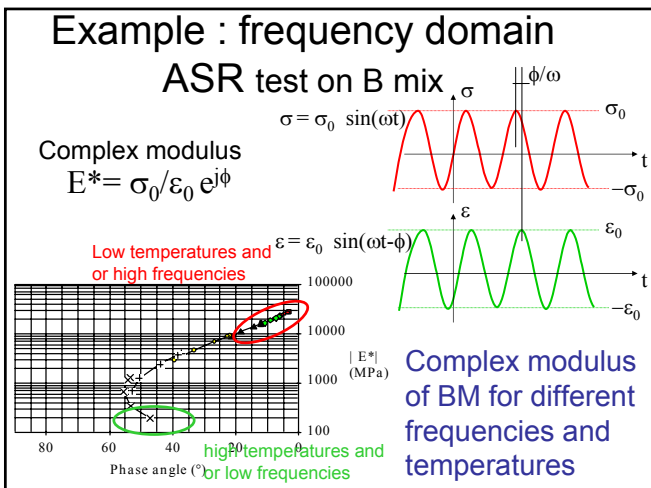 Example : frequency domain
ASR test on B mix
ϕ/ω
σ
σ = σ₀ sin(ωt)
σ₀
t
−σ₀
Complex modulus
E*= σ₀/ε₀ e^jϕ
ε
ε = ε₀ sin(ωt-ϕ)
ε₀
t
−ε₀
Low temperatures and
or high frequencies
100000
10000
1000
100
| E*|
(MPa)
80 60 40 20 0
Phase angle (°)
high temperatures and
or low frequencies
Complex modulus
of BM for different
frequencies and
temperatures